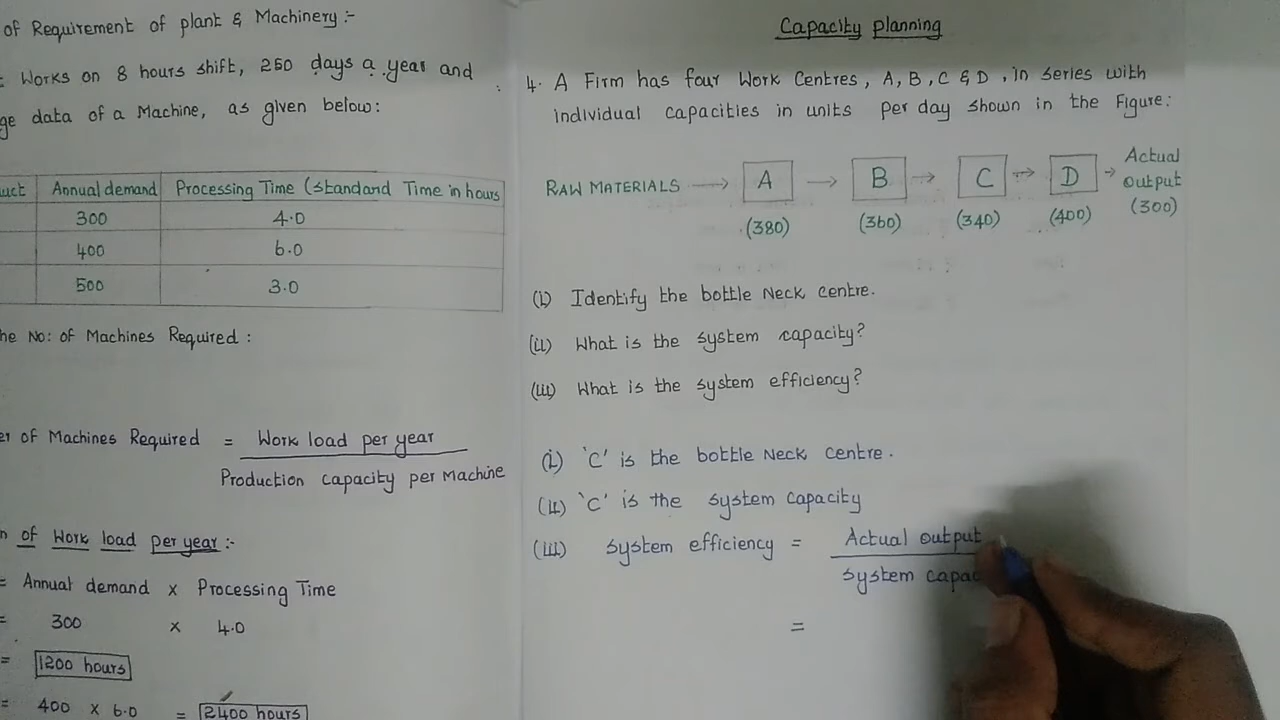 of Requirement of plant & Machinery :-
: Works on 8 hours shift, 250 days a year and
ge data of a Machine, as given below:
uct Annual demand Processing Time (standard Time in hours
300 4.0
400 6.0
500 3.0
he No: of Machines Required :
er of Machines Required = Work load per year
Production capacity per Machine
n of Work load per year :-
= Annual demand x Processing Time
= 300 x 4.0
= 1200 hours
= 400 x 6.0 = 2400 hours
Capacity planning
4. A Firm has four Work Centres, A, B, C & D, in series with
individual capacities in units per day shown in the Figure:
RAW MATERIALS → A → B → C → D → Actual output (300)
(380) (360) (340) (400)
(i) Identify the bottle Neck centre.
(ii) What is the system capacity?
(iii) What is the system efficiency?
(i) 'C' is the bottle Neck centre.
(ii) 'C' is the system capacity
(iii) system efficiency = Actual output
system capac
=